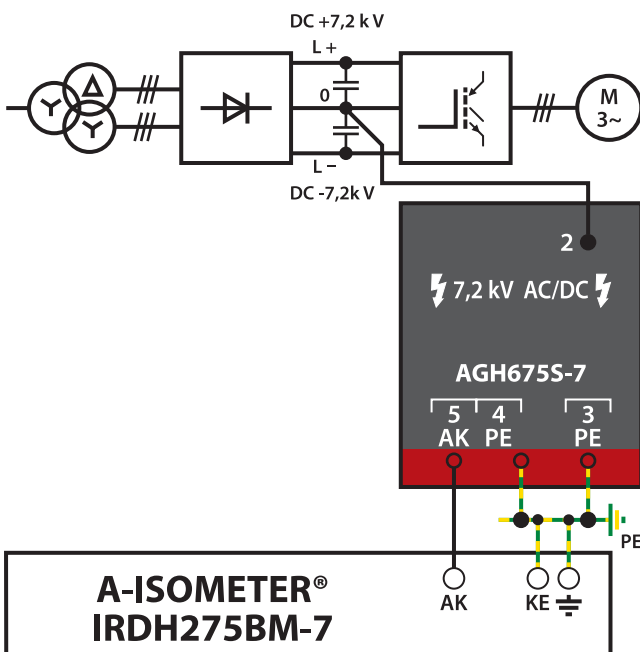 DC +7,2 k V
L +
0
L –
DC -7,2k V
M
3~
2
7,2 kV AC/DC
AGH675S-7
5 4 3
AK PE PE
PE
A-ISOMETER®
IRDH275BM-7
AK KE